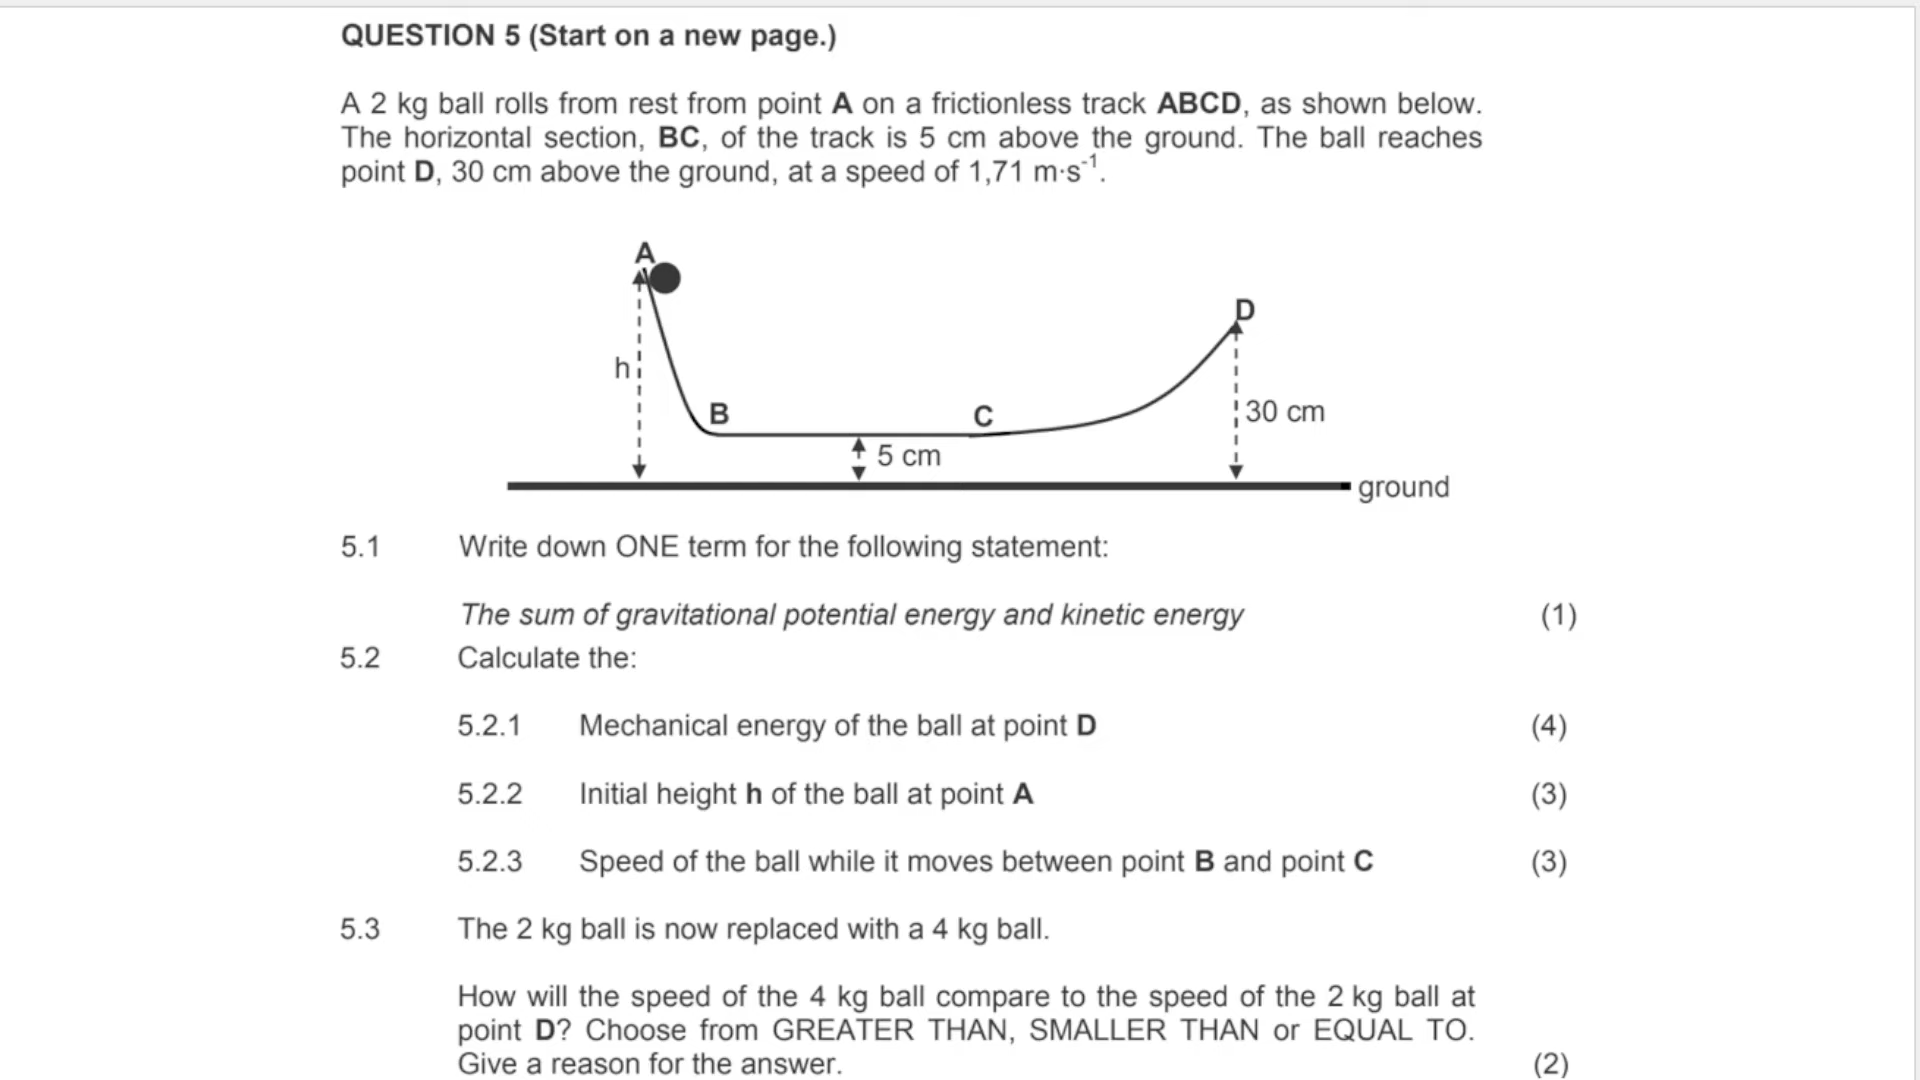 QUESTION 5 (Start on a new page.)
A 2 kg ball rolls from rest from point A on a frictionless track ABCD, as shown below.
The horizontal section, BC, of the track is 5 cm above the ground. The ball reaches
point D, 30 cm above the ground, at a speed of 1,71 m·s⁻¹.
A
D
h
B
C
30 cm
5 cm
ground
5.1 Write down ONE term for the following statement:
The sum of gravitational potential energy and kinetic energy (1)
5.2 Calculate the:
5.2.1 Mechanical energy of the ball at point D (4)
5.2.2 Initial height h of the ball at point A (3)
5.2.3 Speed of the ball while it moves between point B and point C (3)
5.3 The 2 kg ball is now replaced with a 4 kg ball.
How will the speed of the 4 kg ball compare to the speed of the 2 kg ball at
point D? Choose from GREATER THAN, SMALLER THAN or EQUAL TO.
Give a reason for the answer. (2)